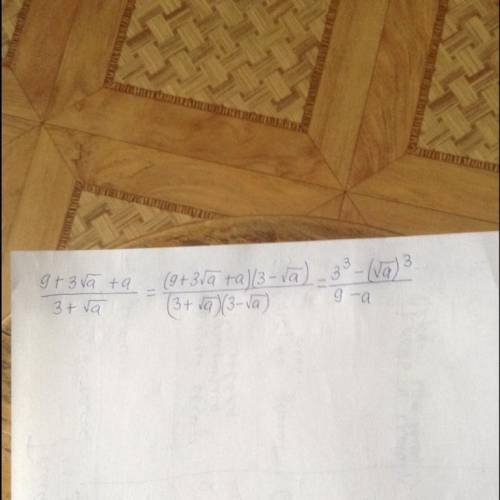 (9+3√a+a)/(3+√a) = ((9+3√a+a)(3-√a))/((3+√a)(3-√a)) = (3³-(√a)³)/(9-a)